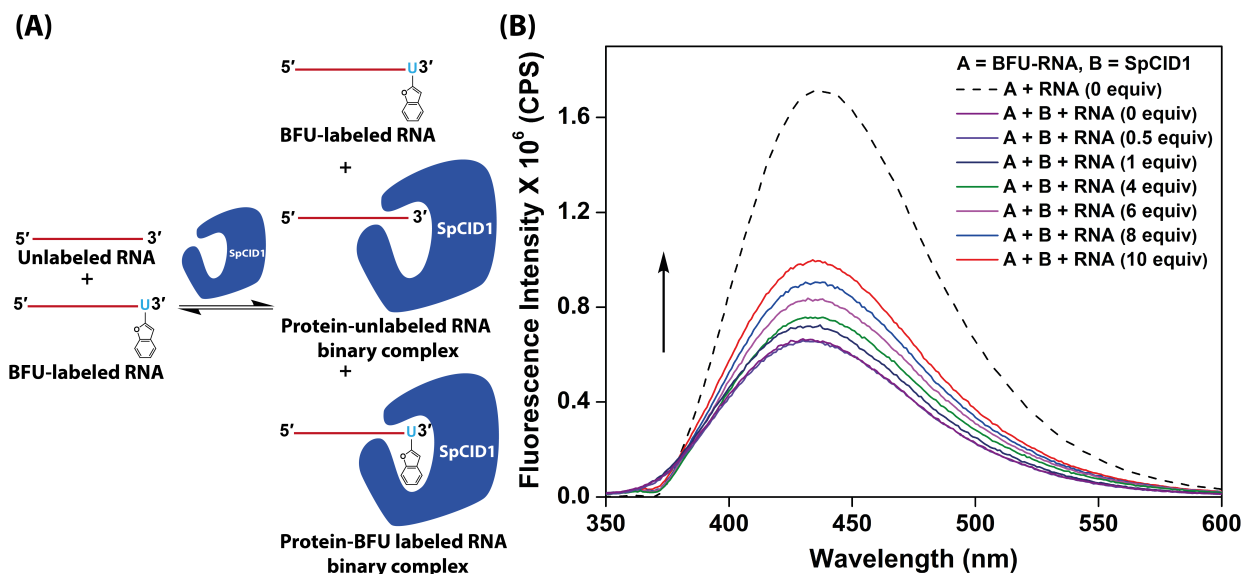 (A)
5′ U 3′
BFU-labeled RNA
+
3′
SpCID1
5′
Protein-unlabeled RNA
binary complex
+
5′ U 3′
SpCID1
Protein-BFU labeled RNA
binary complex
5′ 3′
Unlabeled RNA
+
5′ U 3′
BFU-labeled RNA
SpCID1
(B)
Fluorescence Intensity X 10⁶ (CPS)
1.6
1.2
0.8
0.4
0.0
350 400 450 500 550 600
Wavelength (nm)
A = BFU-RNA, B = SpCID1
A + RNA (0 equiv)
A + B + RNA (0 equiv)
A + B + RNA (0.5 equiv)
A + B + RNA (1 equiv)
A + B + RNA (4 equiv)
A + B + RNA (6 equiv)
A + B + RNA (8 equiv)
A + B + RNA (10 equiv)